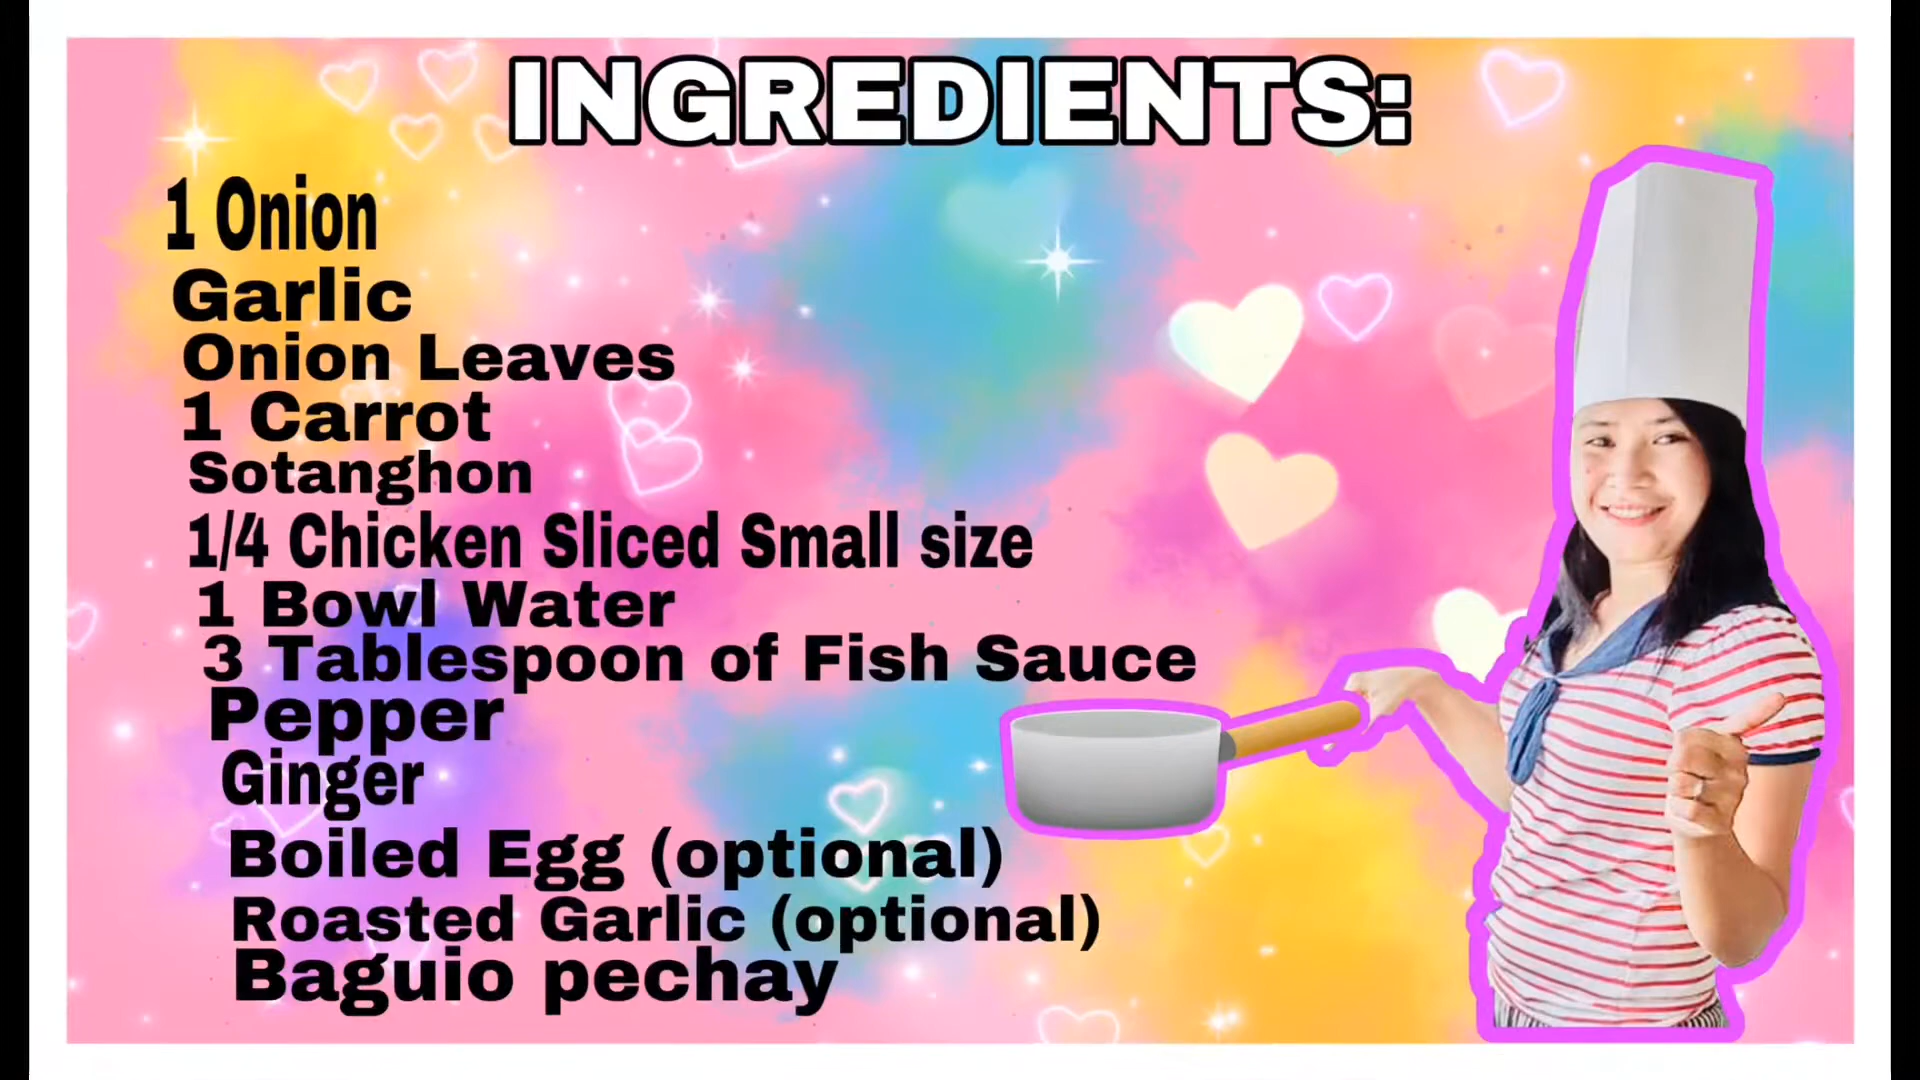 INGREDIENTS:
1 Onion
Garlic
Onion Leaves
1 Carrot
Sotanghon
1/4 Chicken Sliced Small size
1 Bowl Water
3 Tablespoon of Fish Sauce
Pepper
Ginger
Boiled Egg (optional)
Roasted Garlic (optional)
Baguio pechay